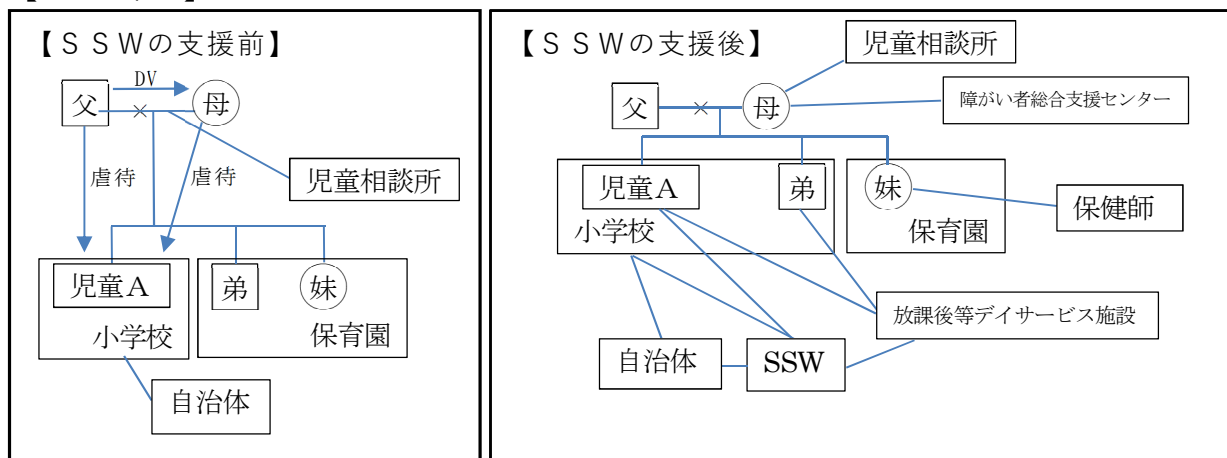 【ＳＳＷの支援前】
DV
父
×
母
虐待
虐待
児童相談所
児童Ａ
小学校
弟
妹
保育園
自治体
【ＳＳＷの支援後】
児童相談所
父
×
母
障がい者総合支援センター
児童Ａ
小学校
弟
妹
保育園
保健師
放課後等デイサービス施設
自治体
SSW